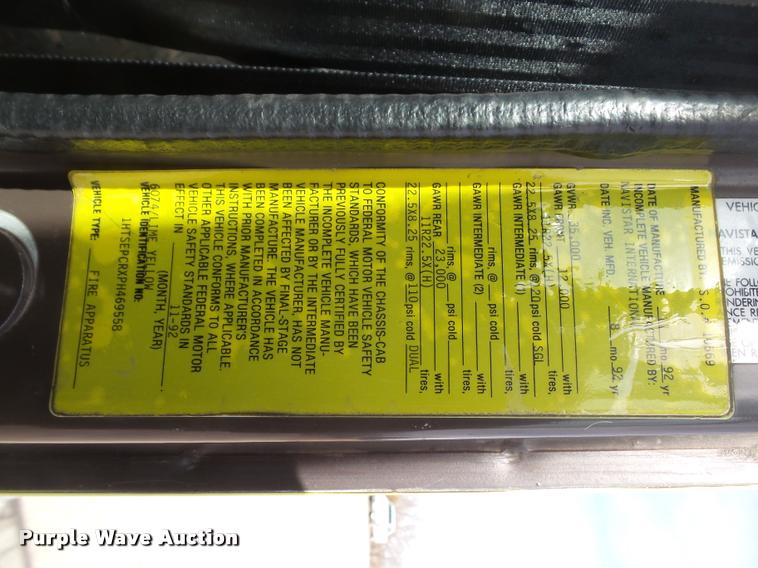 MANUFACTURED BY: S.O. 
DATE OF MANUFACTURE mo 92 yr
INCOMPLETE VEHICLE MANUFACTURED BY:
NAVISTAR INTERNATIONAL
DATE INC. VEH. MFD. 8 mo 92 yr
GVWR 35,000
GAWR FRONT 12,000 with
tires,
22.5X8.25 rims, @ 120 psi cold SGL
GAWR INTERMEDIATE (1) with
tires,
rims, @ psi cold
GAWR INTERMEDIATE (2) with
tires,
rims, @ psi cold
GAWR REAR 23,000 with
11R22.5X(H) tires,
22.5X8.25 rims, @ 110 psi cold DUAL
CONFORMITY OF THE CHASSIS-CAB
TO FEDERAL MOTOR VEHICLE SAFETY
STANDARDS, WHICH HAVE BEEN
PREVIOUSLY FULLY CERTIFIED BY
THE INCOMPLETE VEHICLE MANU-
FACTURER OR BY THE INTERMEDIATE
VEHICLE MANUFACTURER, HAS NOT
BEEN AFFECTED BY FINAL-STAGE
MANUFACTURE. THE VEHICLE HAS
BEEN COMPLETED IN ACCORDANCE
WITH PRIOR MANUFACTURER'S
INSTRUCTIONS, WHERE APPLICABLE.
THIS VEHICLE CONFORMS TO ALL
OTHER APPLICABLE FEDERAL MOTOR
VEHICLE SAFETY STANDARDS IN
EFFECT IN 11-92
(MONTH, YEAR)
6074/LIME YELLOW
VEHICLE IDENTIFICATION NO:
1HTSEPCRXPH469558
VEHICLE TYPE: FIRE APPARATUS
Purple Wave Auction